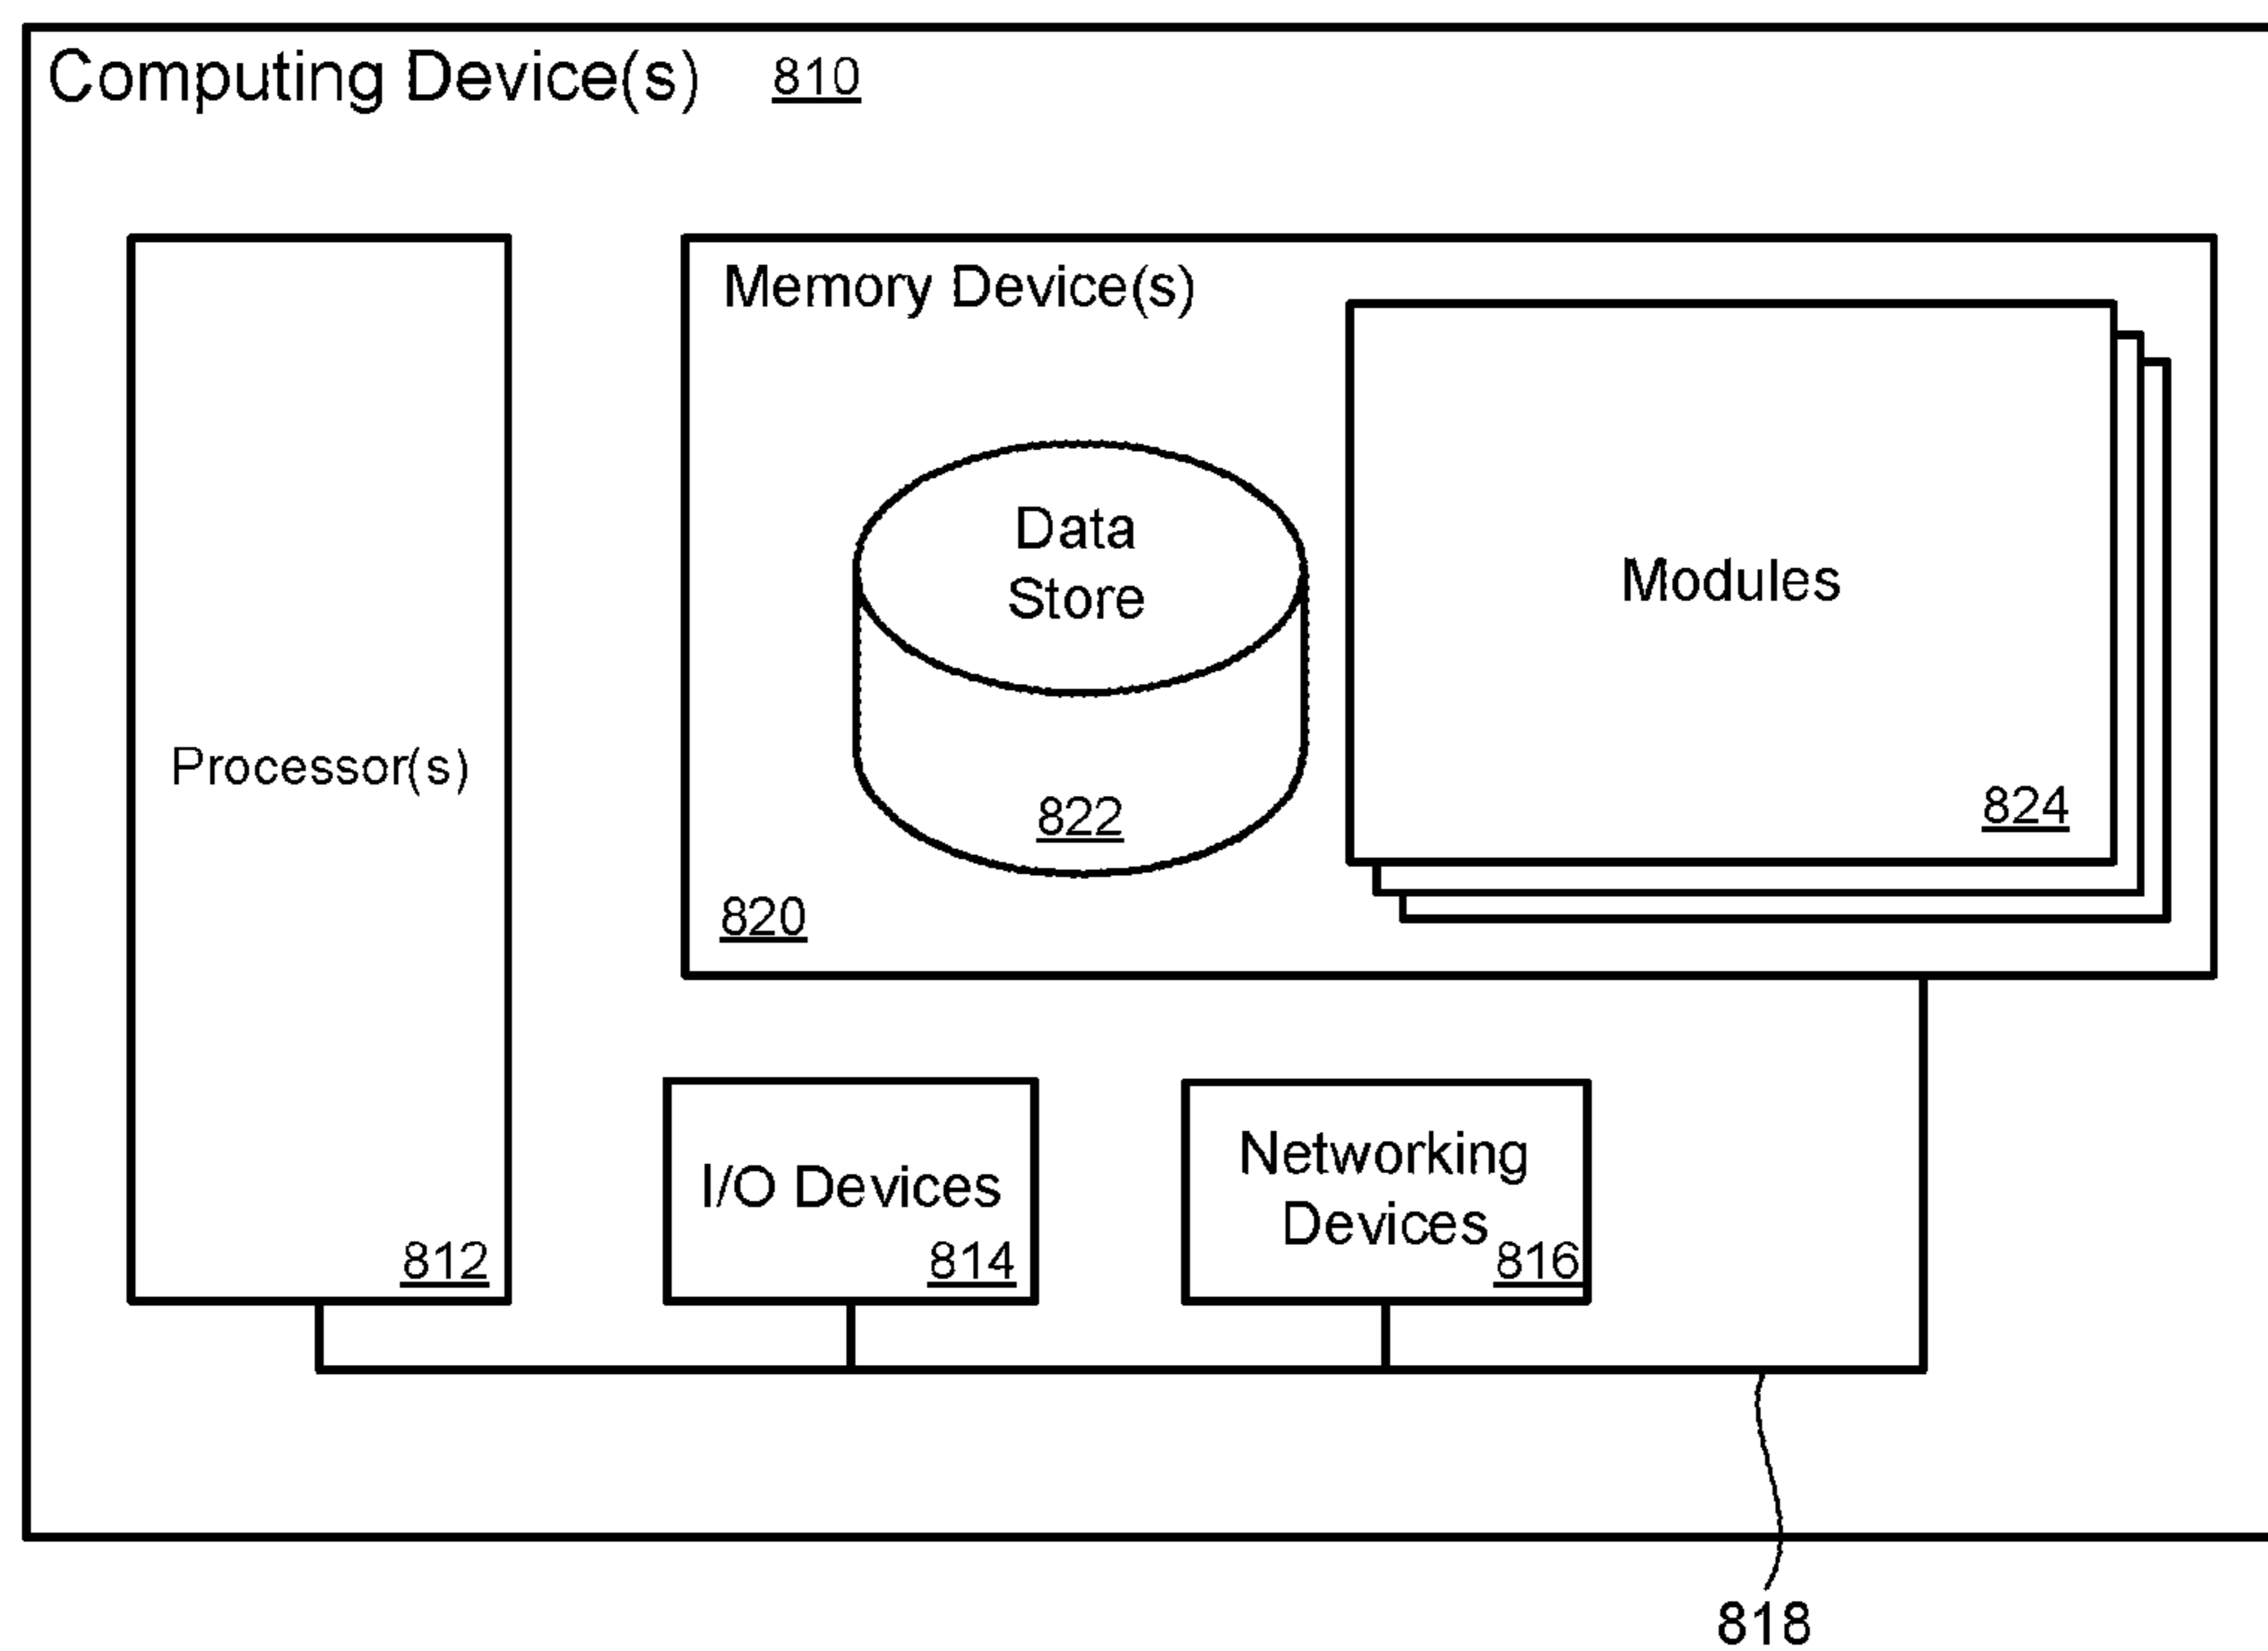 Computing Device(s) 810
Memory Device(s)
Data
Store
822
Modules
824
820
Processor(s)
812
I/O Devices
814
Networking
Devices
816
818